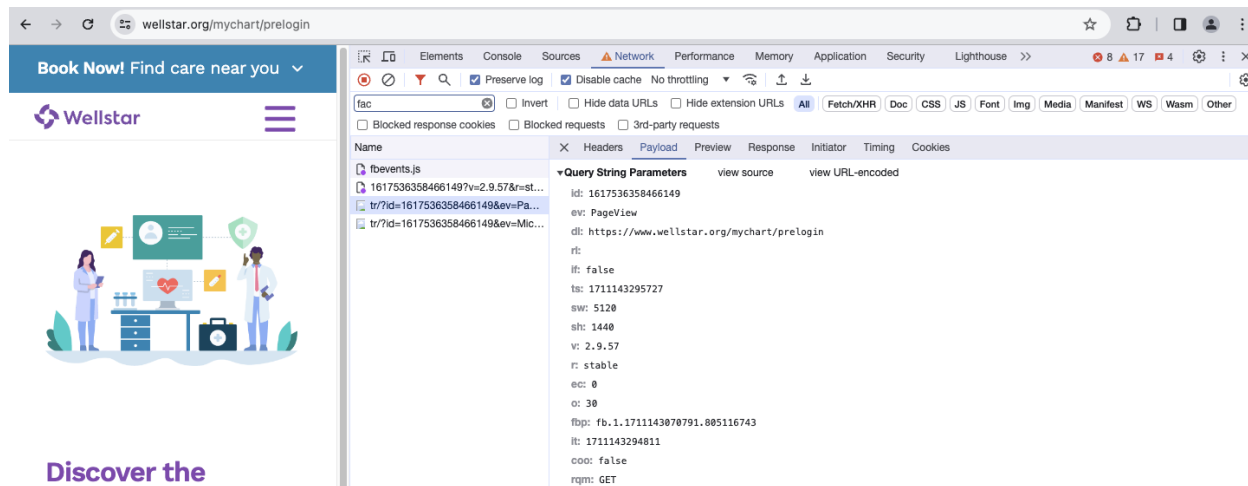 wellstar.org/mychart/prelogin
Book Now! Find care near you
Wellstar
Discover the
Elements Console Sources Network Performance Memory Application Security Lighthouse >> 8 17 4
Preserve log Disable cache No throttling
fac Invert Hide data URLs Hide extension URLs All Fetch/XHR Doc CSS JS Font Img Media Manifest WS Wasm Other
Blocked response cookies Blocked requests 3rd-party requests
Name
fbevents.js
1617536358466149?v=2.9.57&r=st...
tr/?id=1617536358466149&ev=Pa...
tr/?id=1617536358466149&ev=Mic...
Headers Payload Preview Response Initiator Timing Cookies
Query String Parameters view source view URL-encoded
id: 1617536358466149
ev: PageView
dl: https://www.wellstar.org/mychart/prelogin
rl:
if: false
ts: 1711143295727
sw: 5120
sh: 1440
v: 2.9.57
r: stable
ec: 0
o: 30
fbp: fb.1.1711143070791.805116743
it: 1711143294811
coo: false
rqm: GET